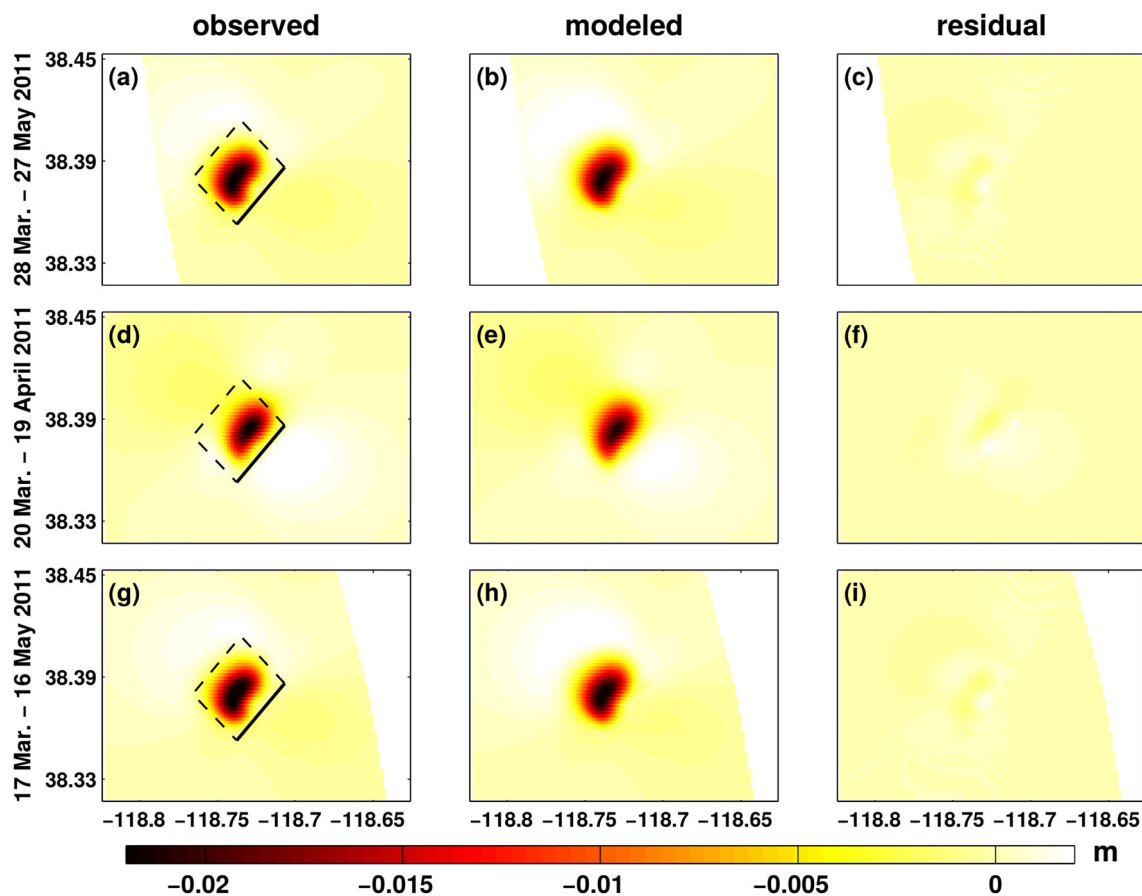 observed modeled residual
28 Mar. – 27 May 2011
38.45
38.39
38.33
(a) (b) (c)
20 Mar. – 19 April 2011
38.45
38.39
38.33
(d) (e) (f)
17 Mar. – 16 May 2011
38.45
38.39
38.33
(g) (h) (i)
−118.8 −118.75 −118.7 −118.65 −118.8 −118.75 −118.7 −118.65 −118.8 −118.75 −118.7 −118.65
m
−0.02 −0.015 −0.01 −0.005 0